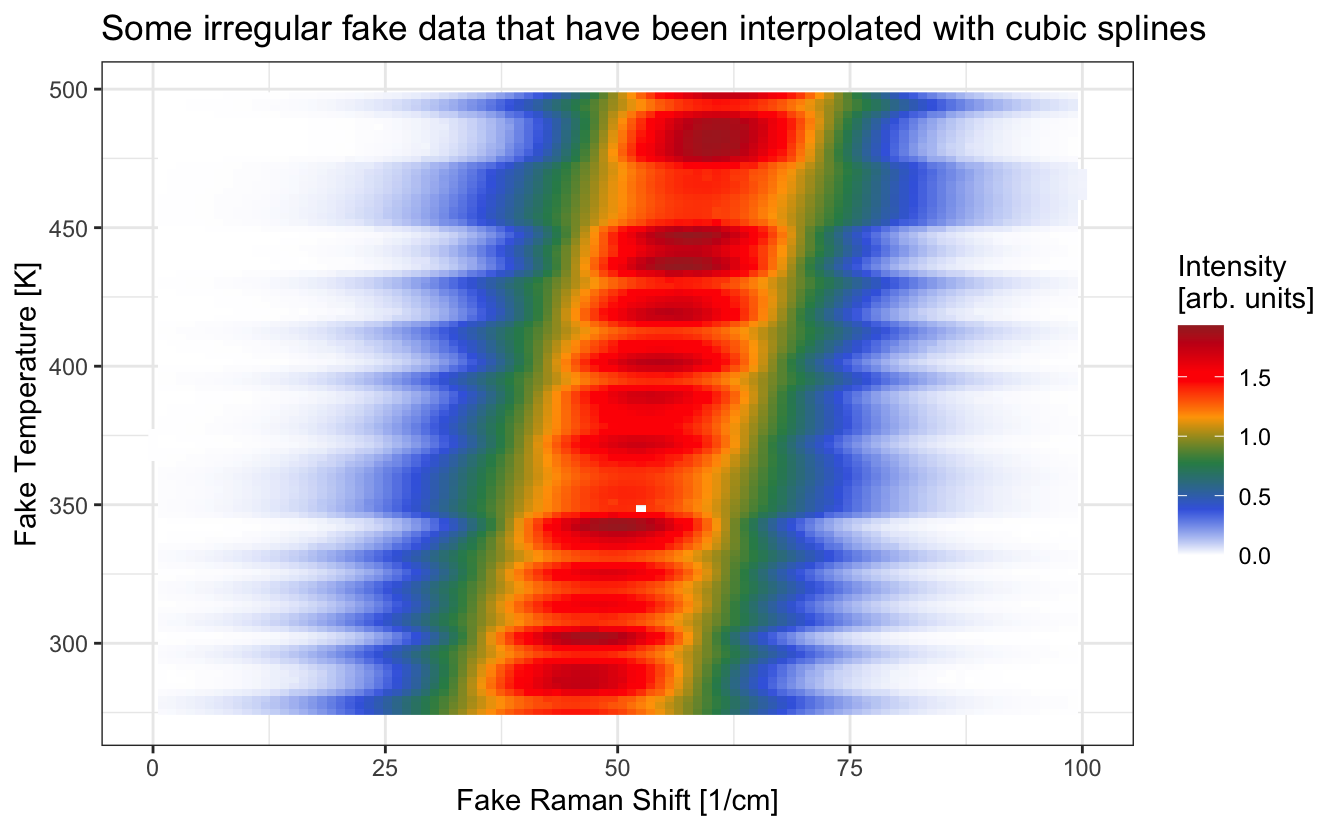 Some irregular fake data that have been interpolated with cubic splines
500
450
400
350
300
Fake Temperature [K]
0 25 50 75 100
Fake Raman Shift [1/cm]
Intensity
[arb. units]
1.5
1.0
0.5
0.0